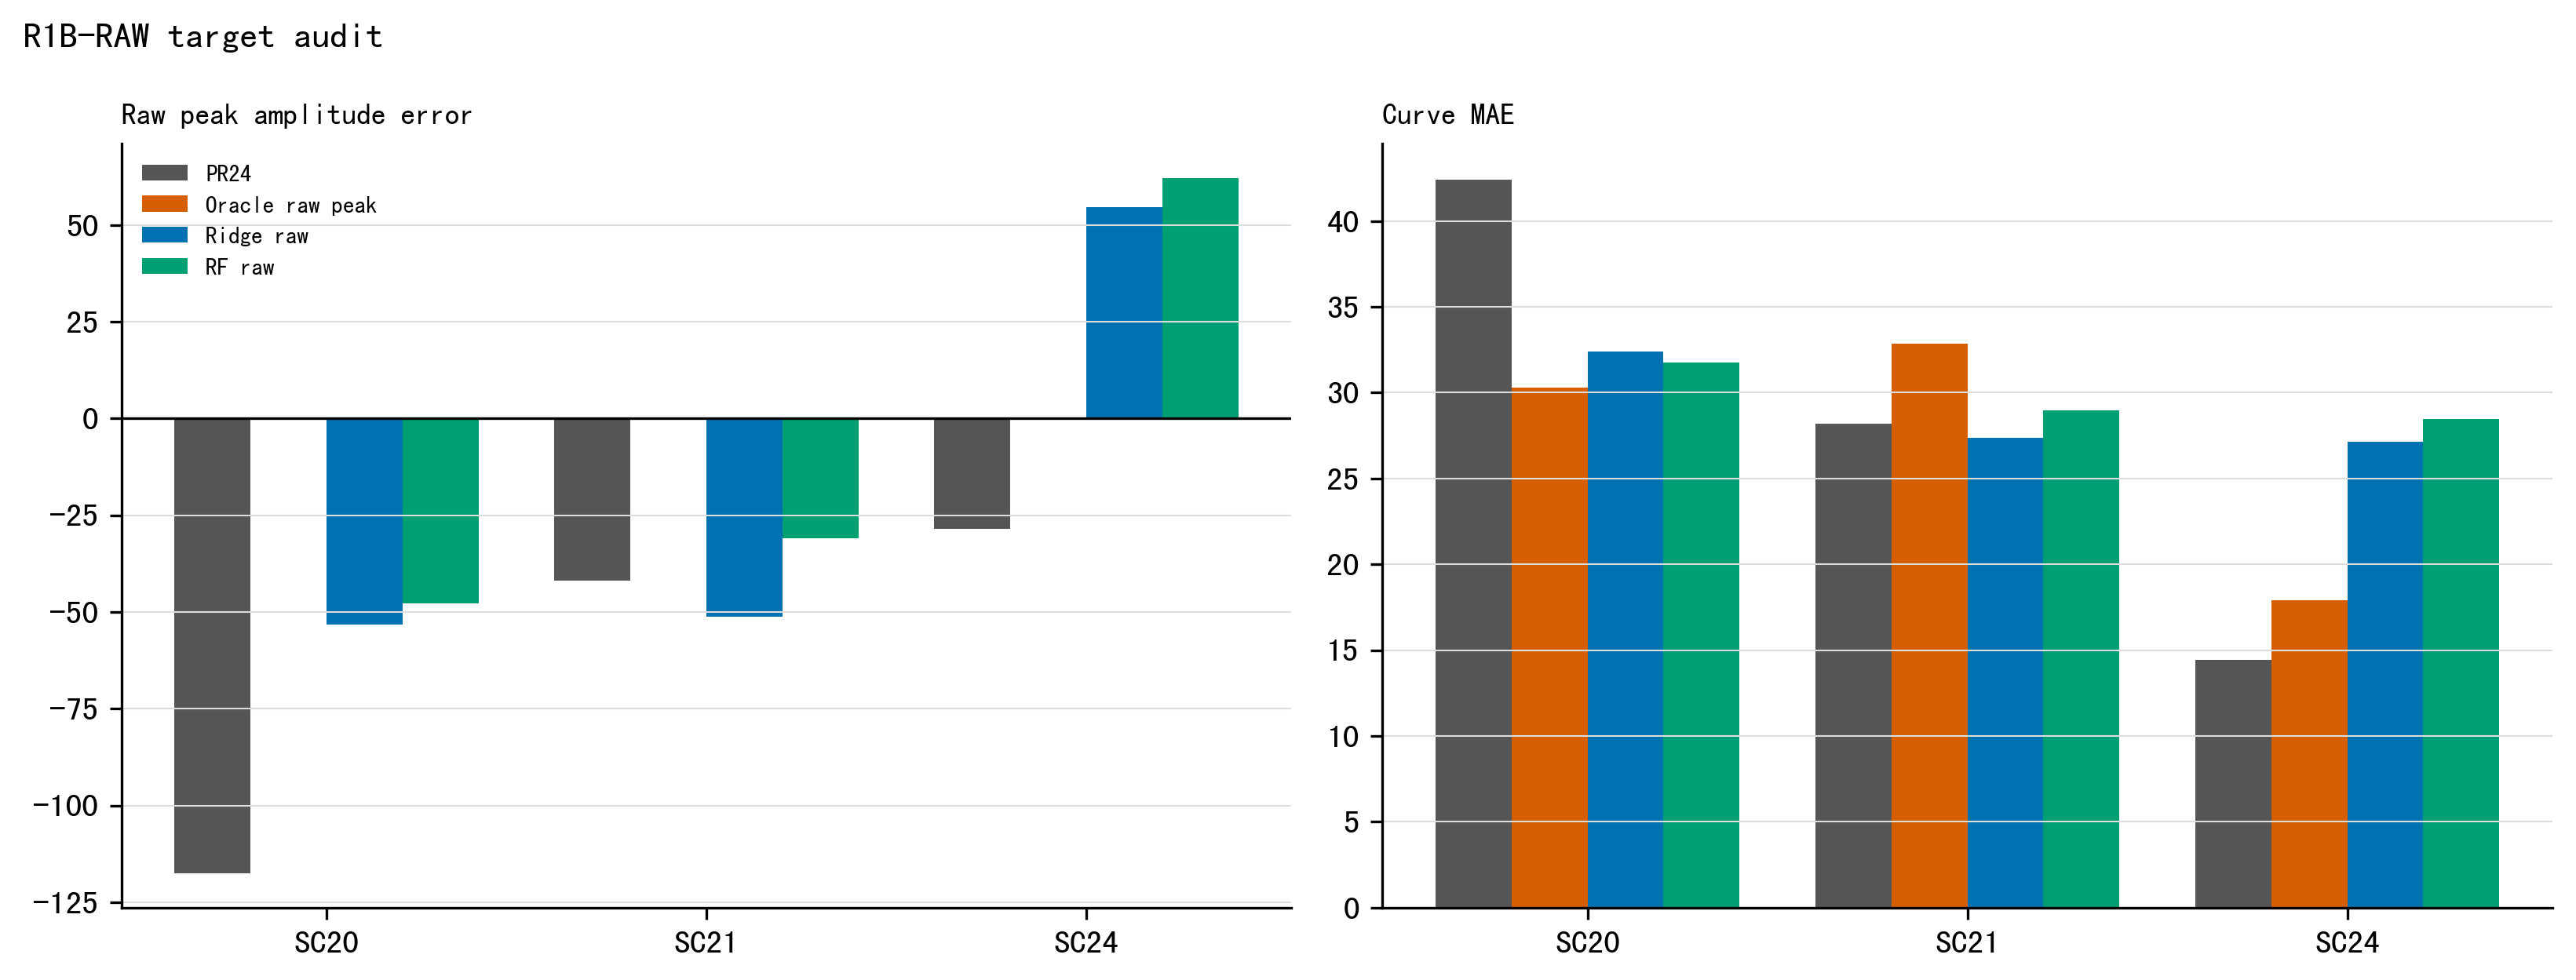 R1B-RAW target audit
Raw peak amplitude error
PR24
Oracle raw peak
Ridge raw
RF raw
50
25
0
−25
−50
−75
−100
−125
SC20
SC21
SC24
Curve MAE
40
35
30
25
20
15
10
5
0
SC20
SC21
SC24